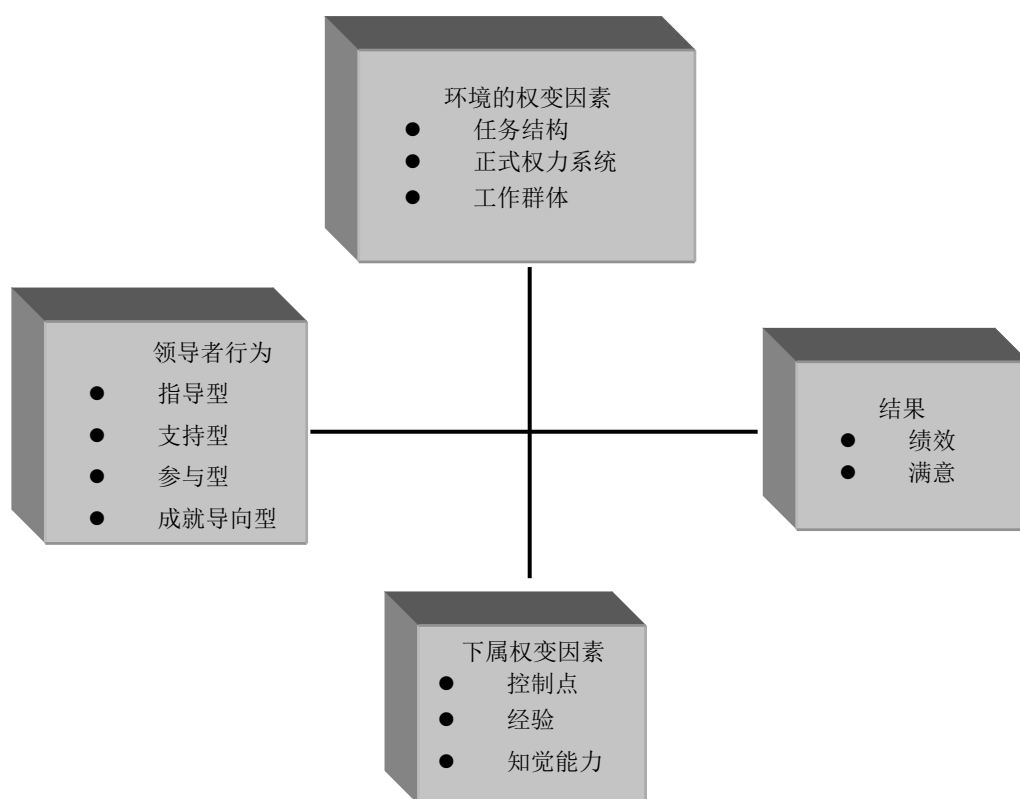 环境的权变因素
● 任务结构
● 正式权力系统
● 工作群体
领导者行为
● 指导型
● 支持型
● 参与型
● 成就导向型
结果
● 绩效
● 满意
下属权变因素
● 控制点
● 经验
● 知觉能力